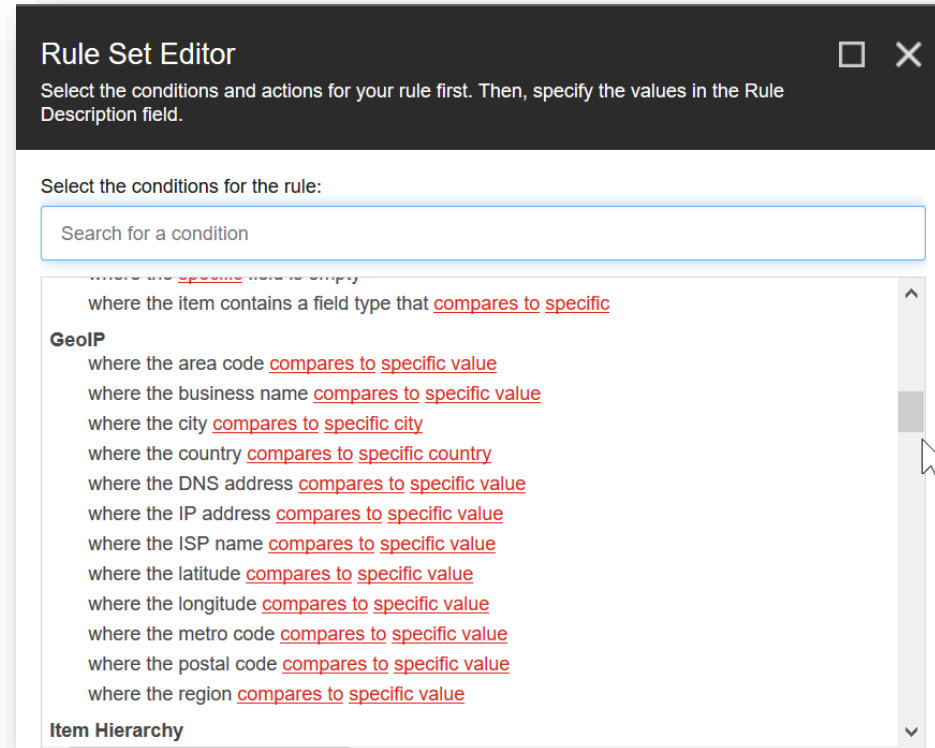 Rule Set Editor
Select the conditions and actions for your rule first. Then, specify the values in the Rule
Description field.
Select the conditions for the rule:
Search for a condition
where the specific field is empty
where the item contains a field type that compares to specific
GeoIP
where the area code compares to specific value
where the business name compares to specific value
where the city compares to specific city
where the country compares to specific country
where the DNS address compares to specific value
where the IP address compares to specific value
where the ISP name compares to specific value
where the latitude compares to specific value
where the longitude compares to specific value
where the metro code compares to specific value
where the postal code compares to specific value
where the region compares to specific value
Item Hierarchy